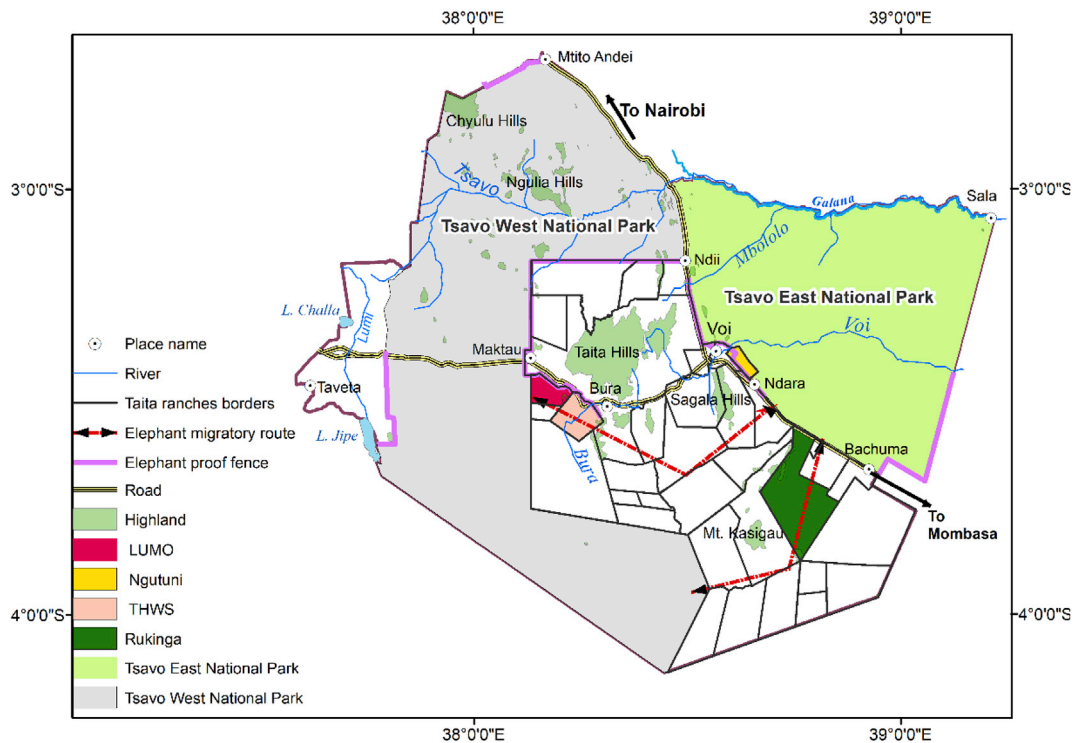 38°0'0"E
39°0'0"E
Mtito Andei
To Nairobi
Chyulu Hills
3°0'0"S
3°0'0"S
Tsavo
Ngulia Hills
Galana
Sala
Tsavo West National Park
Mbololo
Ndii
Tsavo East National Park
L. Challa
Lumi
Voi
Voi
Place name
Maktau
Taita Hills
River
Taveta
Bura
Ndara
Sagala Hills
Taita ranches borders
Elephant migratory route
L. Jipe
Bachuma
Elephant proof fence
Bura
Road
To
Mombasa
Highland
Mt. Kasigau
LUMO
Ngutuni
THWS
4°0'0"S
4°0'0"S
Rukinga
Tsavo East National Park
Tsavo West National Park
38°0'0"E
39°0'0"E